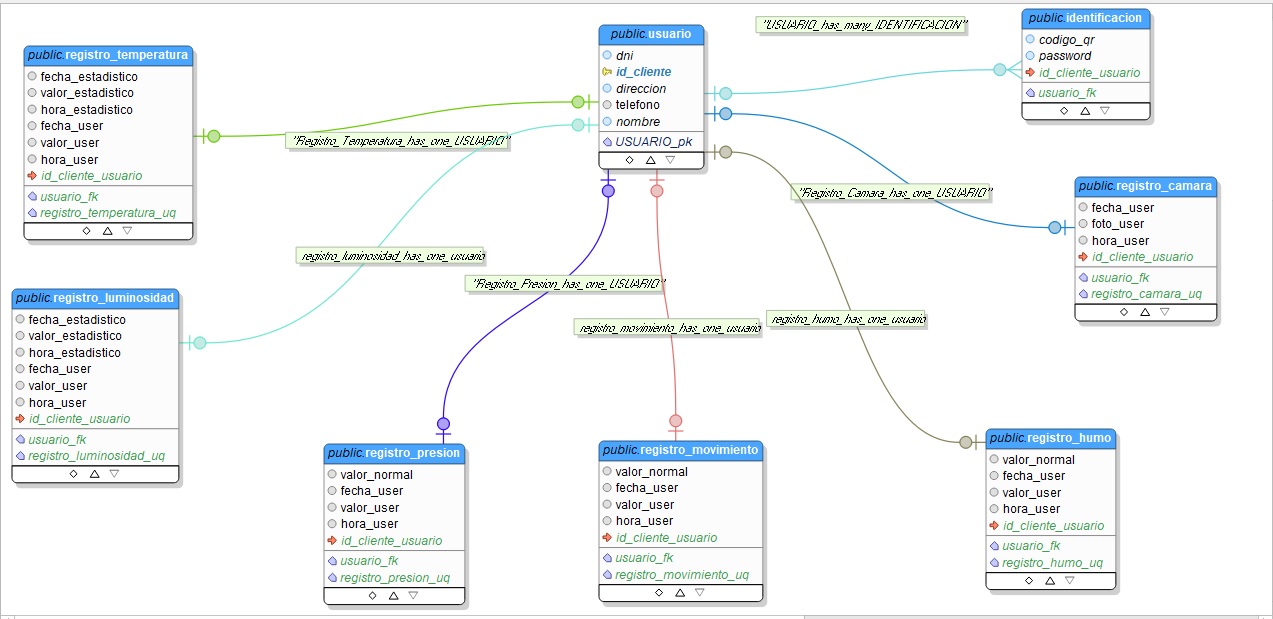 public.registro_temperatura
fecha_estadistico
valor_estadistico
hora_estadistico
fecha_user
valor_user
hora_user
id_cliente_usuario
usuario_fk
registro_temperatura_uq
public.usuario
dni
id_cliente
direccion
telefono
nombre
USUARIO_pk
"USUARIO_has_many_IDENTIFICACION"
public.identificacion
codigo_qr
password
id_cliente_usuario
usuario_fk
"Registro_Temperatura_has_one_USUARIO"
"Registro_Camara_has_one_USUARIO"
public.registro_camara
fecha_user
foto_user
hora_user
id_cliente_usuario
usuario_fk
registro_camara_uq
registro_luminosidad_has_one_usuario
"Registro_Presion_has_one_USUARIO"
public.registro_luminosidad
fecha_estadistico
valor_estadistico
hora_estadistico
fecha_user
valor_user
hora_user
id_cliente_usuario
usuario_fk
registro_luminosidad_uq
registro_movimiento_has_one_usuario
registro_humo_has_one_usuario
public.registro_presion
valor_normal
fecha_user
valor_user
hora_user
id_cliente_usuario
usuario_fk
registro_presion_uq
public.registro_movimiento
valor_normal
fecha_user
valor_user
hora_user
id_cliente_usuario
usuario_fk
registro_movimiento_uq
public.registro_humo
valor_normal
fecha_user
valor_user
hora_user
id_cliente_usuario
usuario_fk
registro_humo_uq